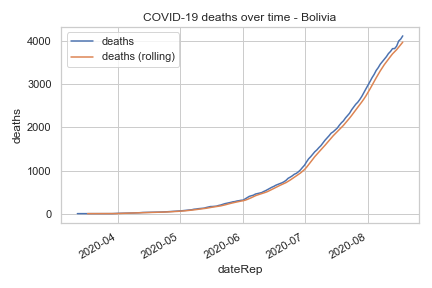 COVID-19 deaths over time - Bolivia
deaths
deaths (rolling)
4000
3000
2000
1000
0
deaths
2020-04
2020-05
2020-06
2020-07
2020-08
dateRep